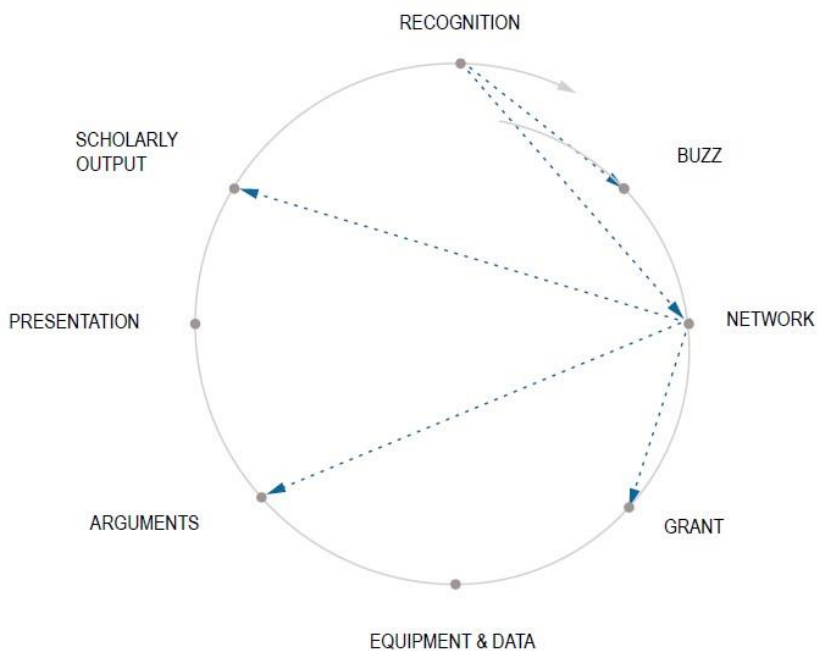 RECOGNITION
SCHOLARLY
OUTPUT
BUZZ
PRESENTATION
NETWORK
ARGUMENTS
GRANT
EQUIPMENT & DATA